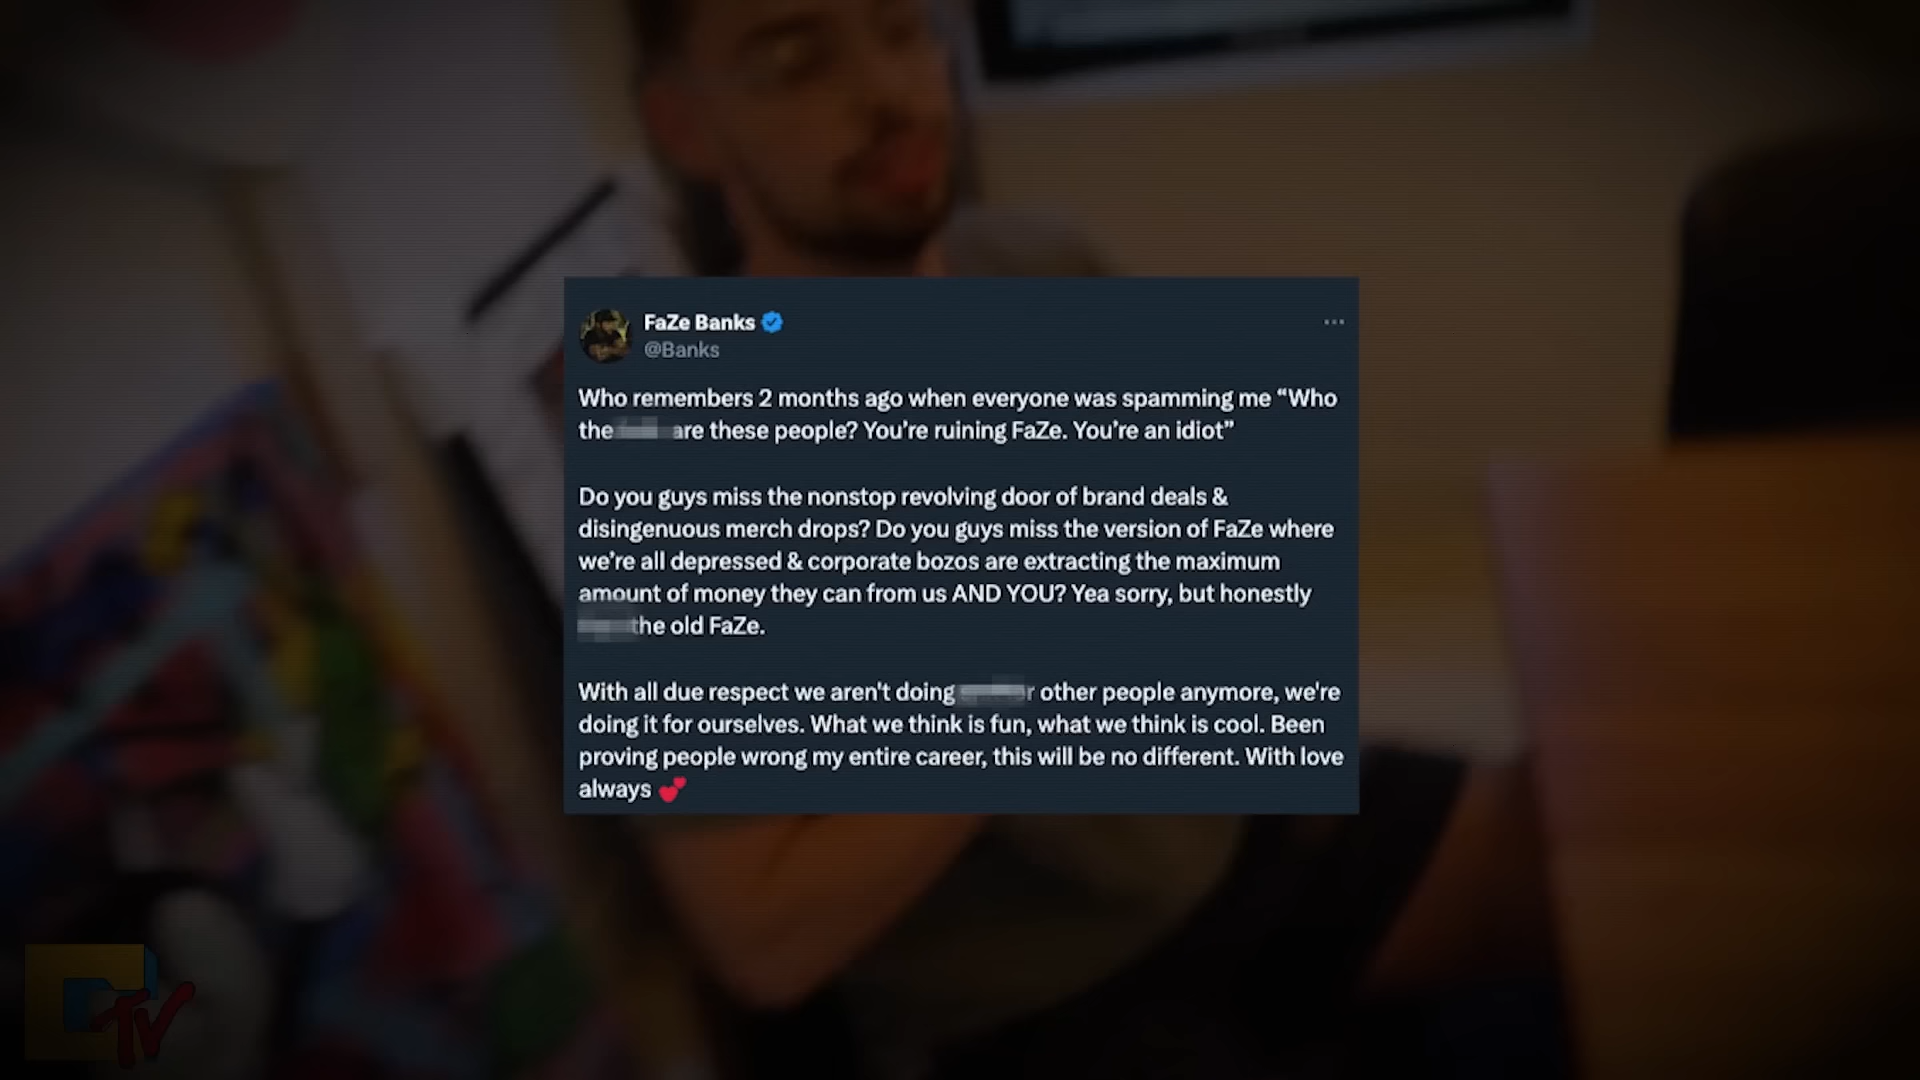 FaZe Banks
@Banks
Who remembers 2 months ago when everyone was spamming me “Who
the are these people? You’re ruining FaZe. You’re an idiot”
Do you guys miss the nonstop revolving door of brand deals &
disingenuous merch drops? Do you guys miss the version of FaZe where
we’re all depressed & corporate bozos are extracting the maximum
amount of money they can from us AND YOU? Yea sorry, but honestly
the old FaZe.
With all due respect we aren't doing other people anymore, we're
doing it for ourselves. What we think is fun, what we think is cool. Been
proving people wrong my entire career, this will be no different. With love
always 💕
TV